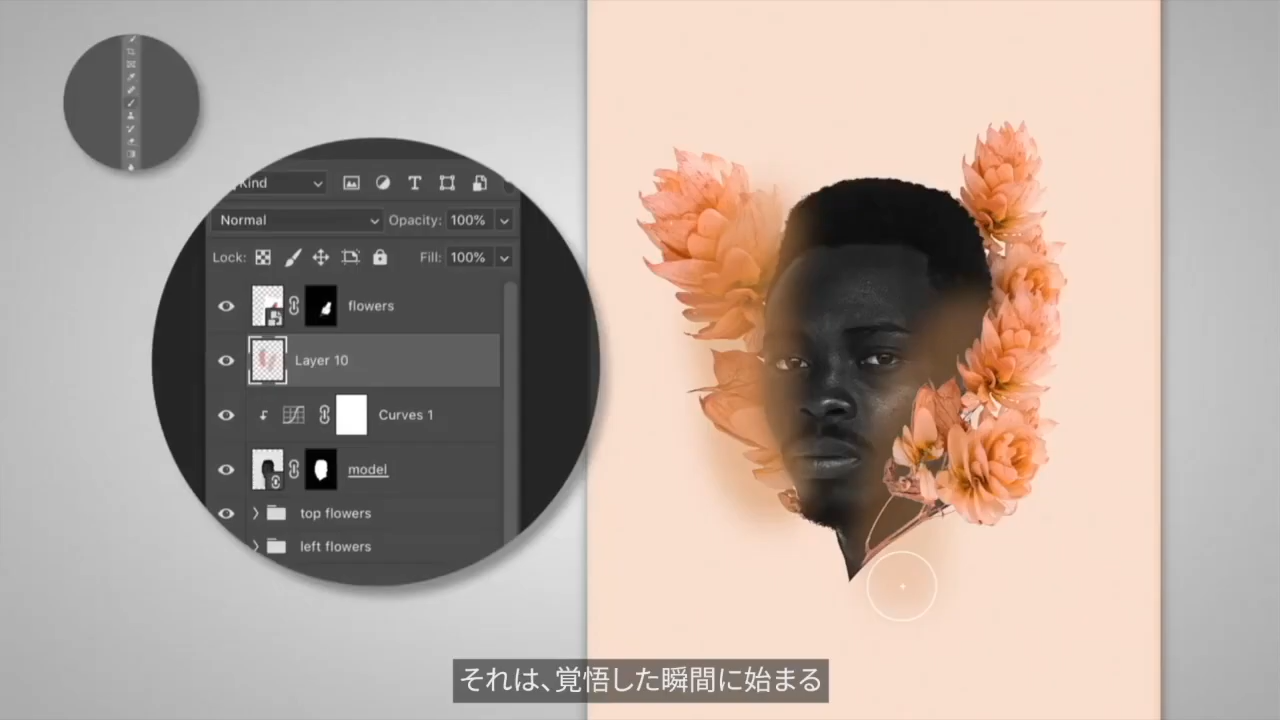 Kind
Normal Opacity: 100%
Lock: Fill: 100%
flowers
Layer 10
Curves 1
model
top flowers
left flowers
それは、覚悟した瞬間に始まる